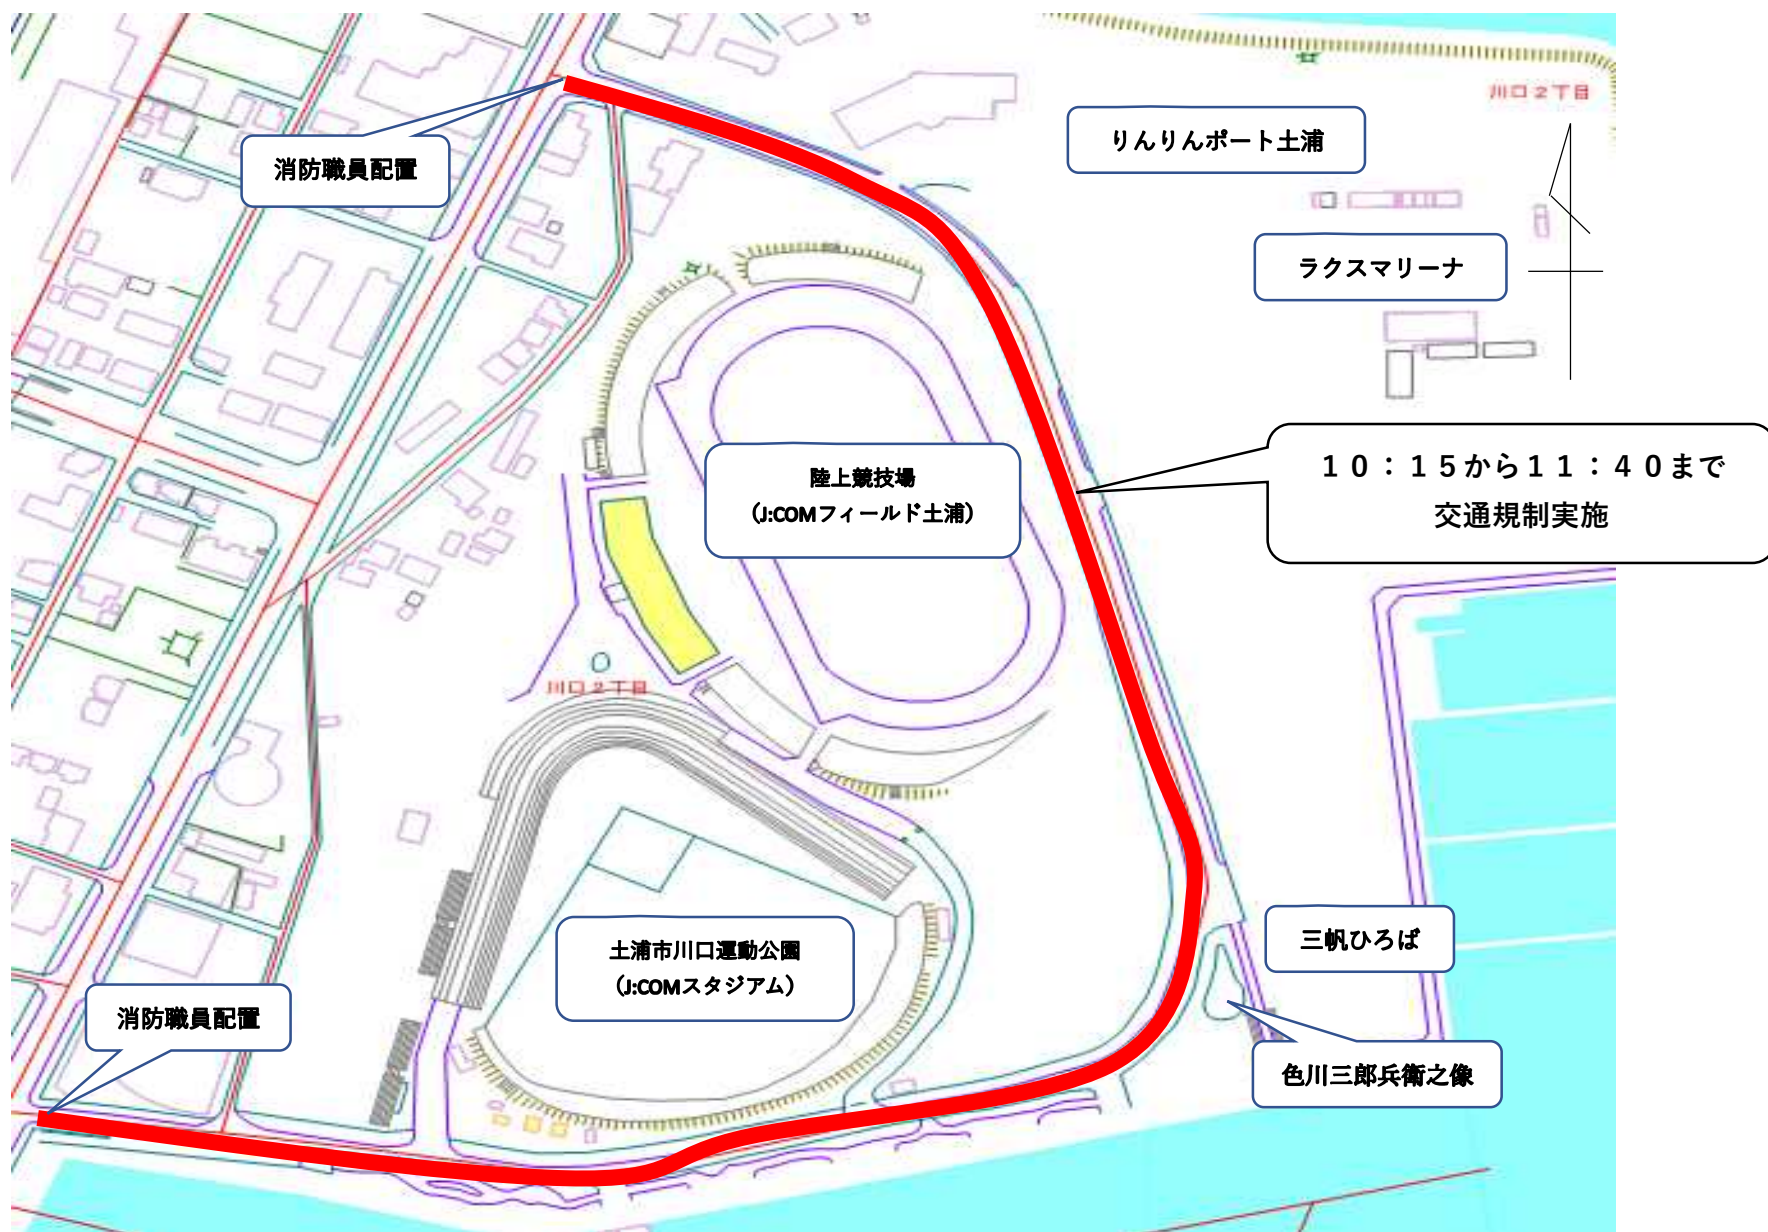 川口２丁目
りんりんポート土浦
消防職員配置
ラクスマリーナ
１０：１５から１１：４０まで
交通規制実施
陸上競技場
（J:COMフィールド土浦）
川口２丁目
土浦市川口運動公園
（J:COMスタジアム）
三帆ひろば
消防職員配置
色川三郎兵衛之像